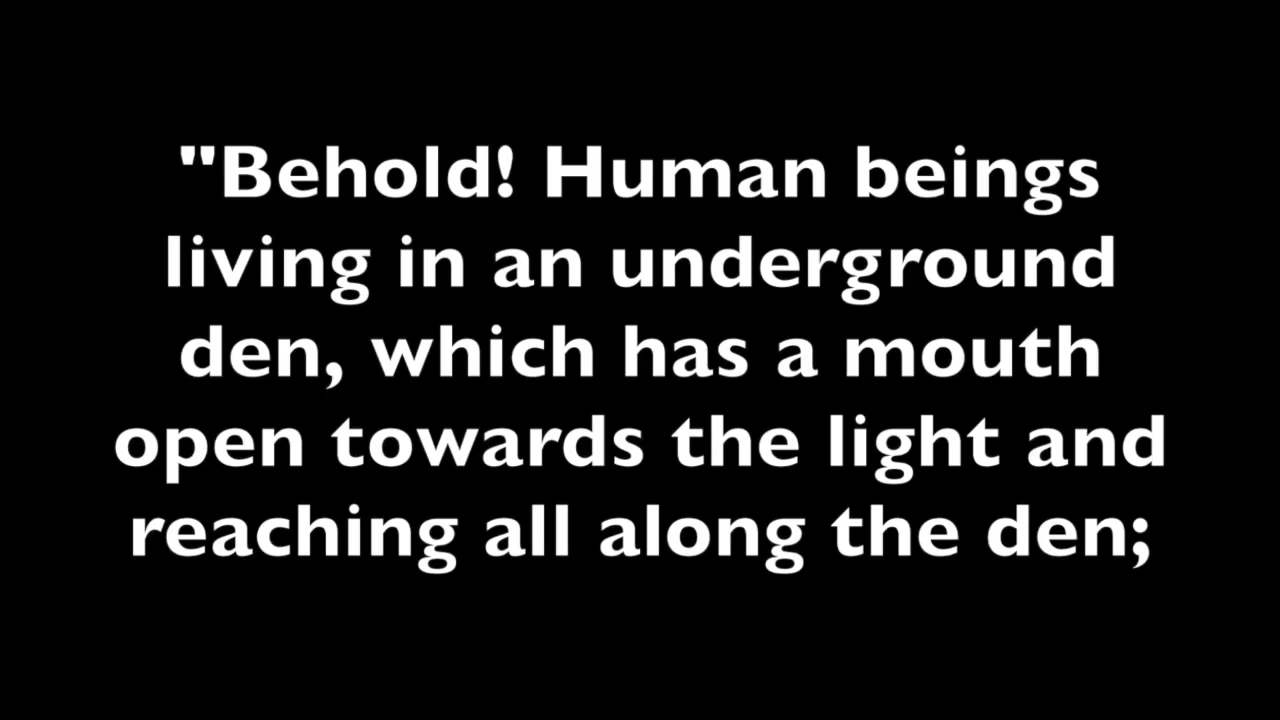 "Behold! Human beings
living in an underground
den, which has a mouth
open towards the light and
reaching all along the den;